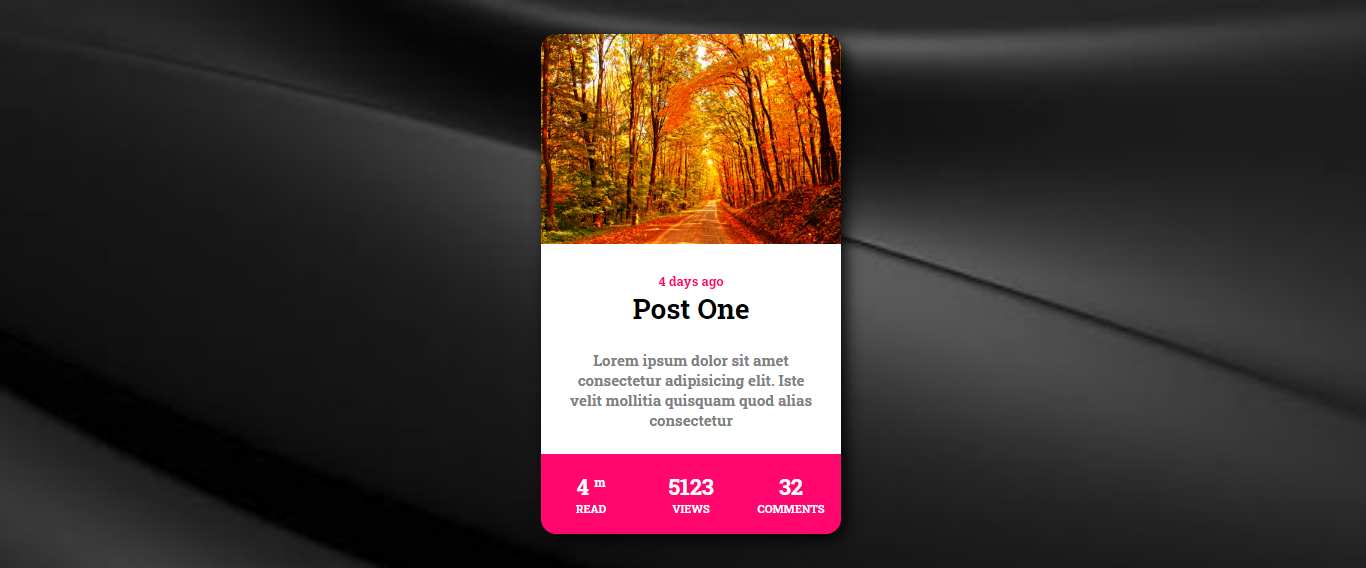 4 days ago
Post One
Lorem ipsum dolor sit amet
consectetur adipisicing elit. Iste
velit mollitia quisquam quod alias
consectetur
4 m 5123 32
READ VIEWS COMMENTS